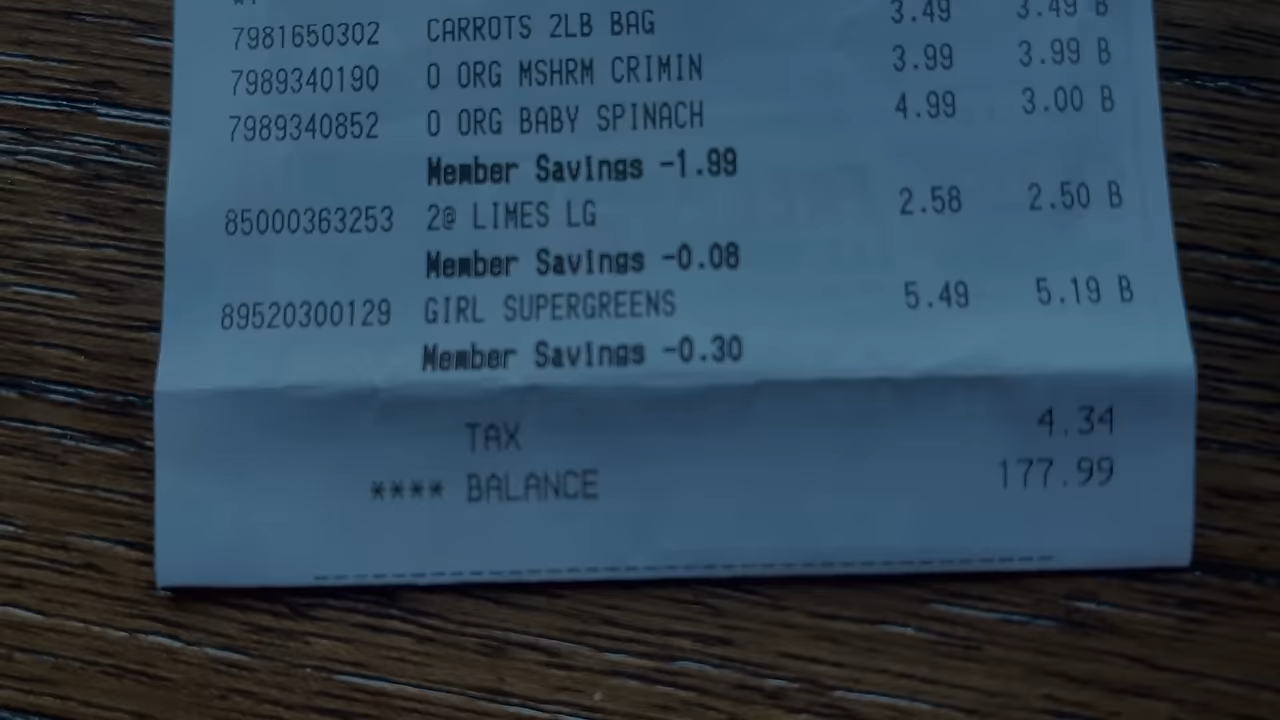 7981650302 CARROTS 2LB BAG 3.49 3.49 B
7989340190 O ORG MSHRM CRIMIN 3.99 3.99 B
7989340852 O ORG BABY SPINACH 4.99 3.00 B
Member Savings -1.99
85000363253 2@ LIMES LG 2.58 2.50 B
Member Savings -0.08
89520300129 GIRL SUPERGREENS 5.49 5.19 B
Member Savings -0.30
TAX 4.34
**** BALANCE 177.99